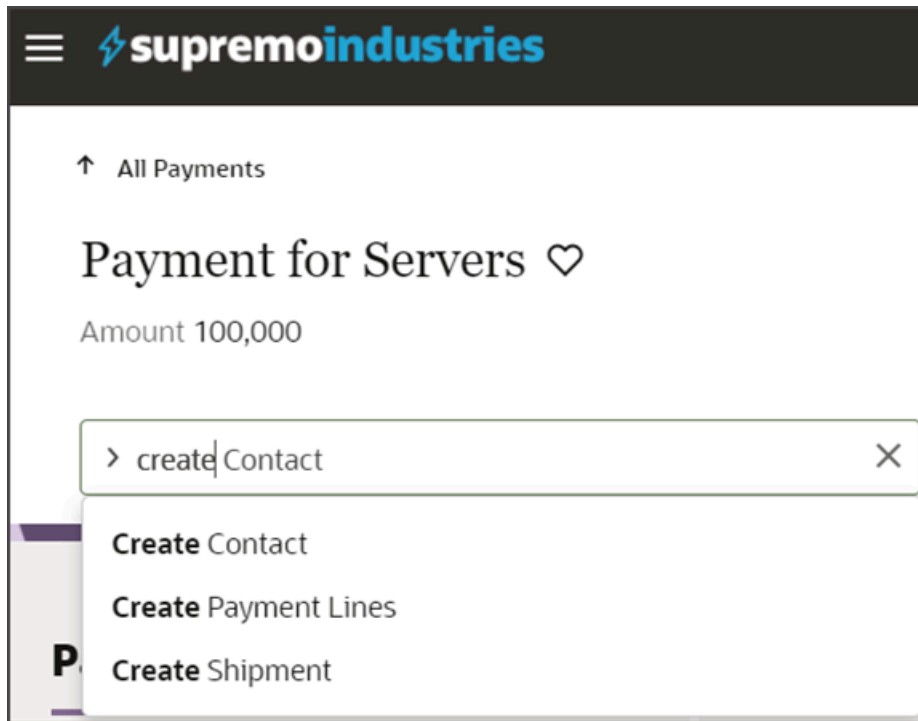 supremoindustries
All Payments
Payment for Servers
Amount 100,000
create Contact
Create Contact
Create Payment Lines
Create Shipment